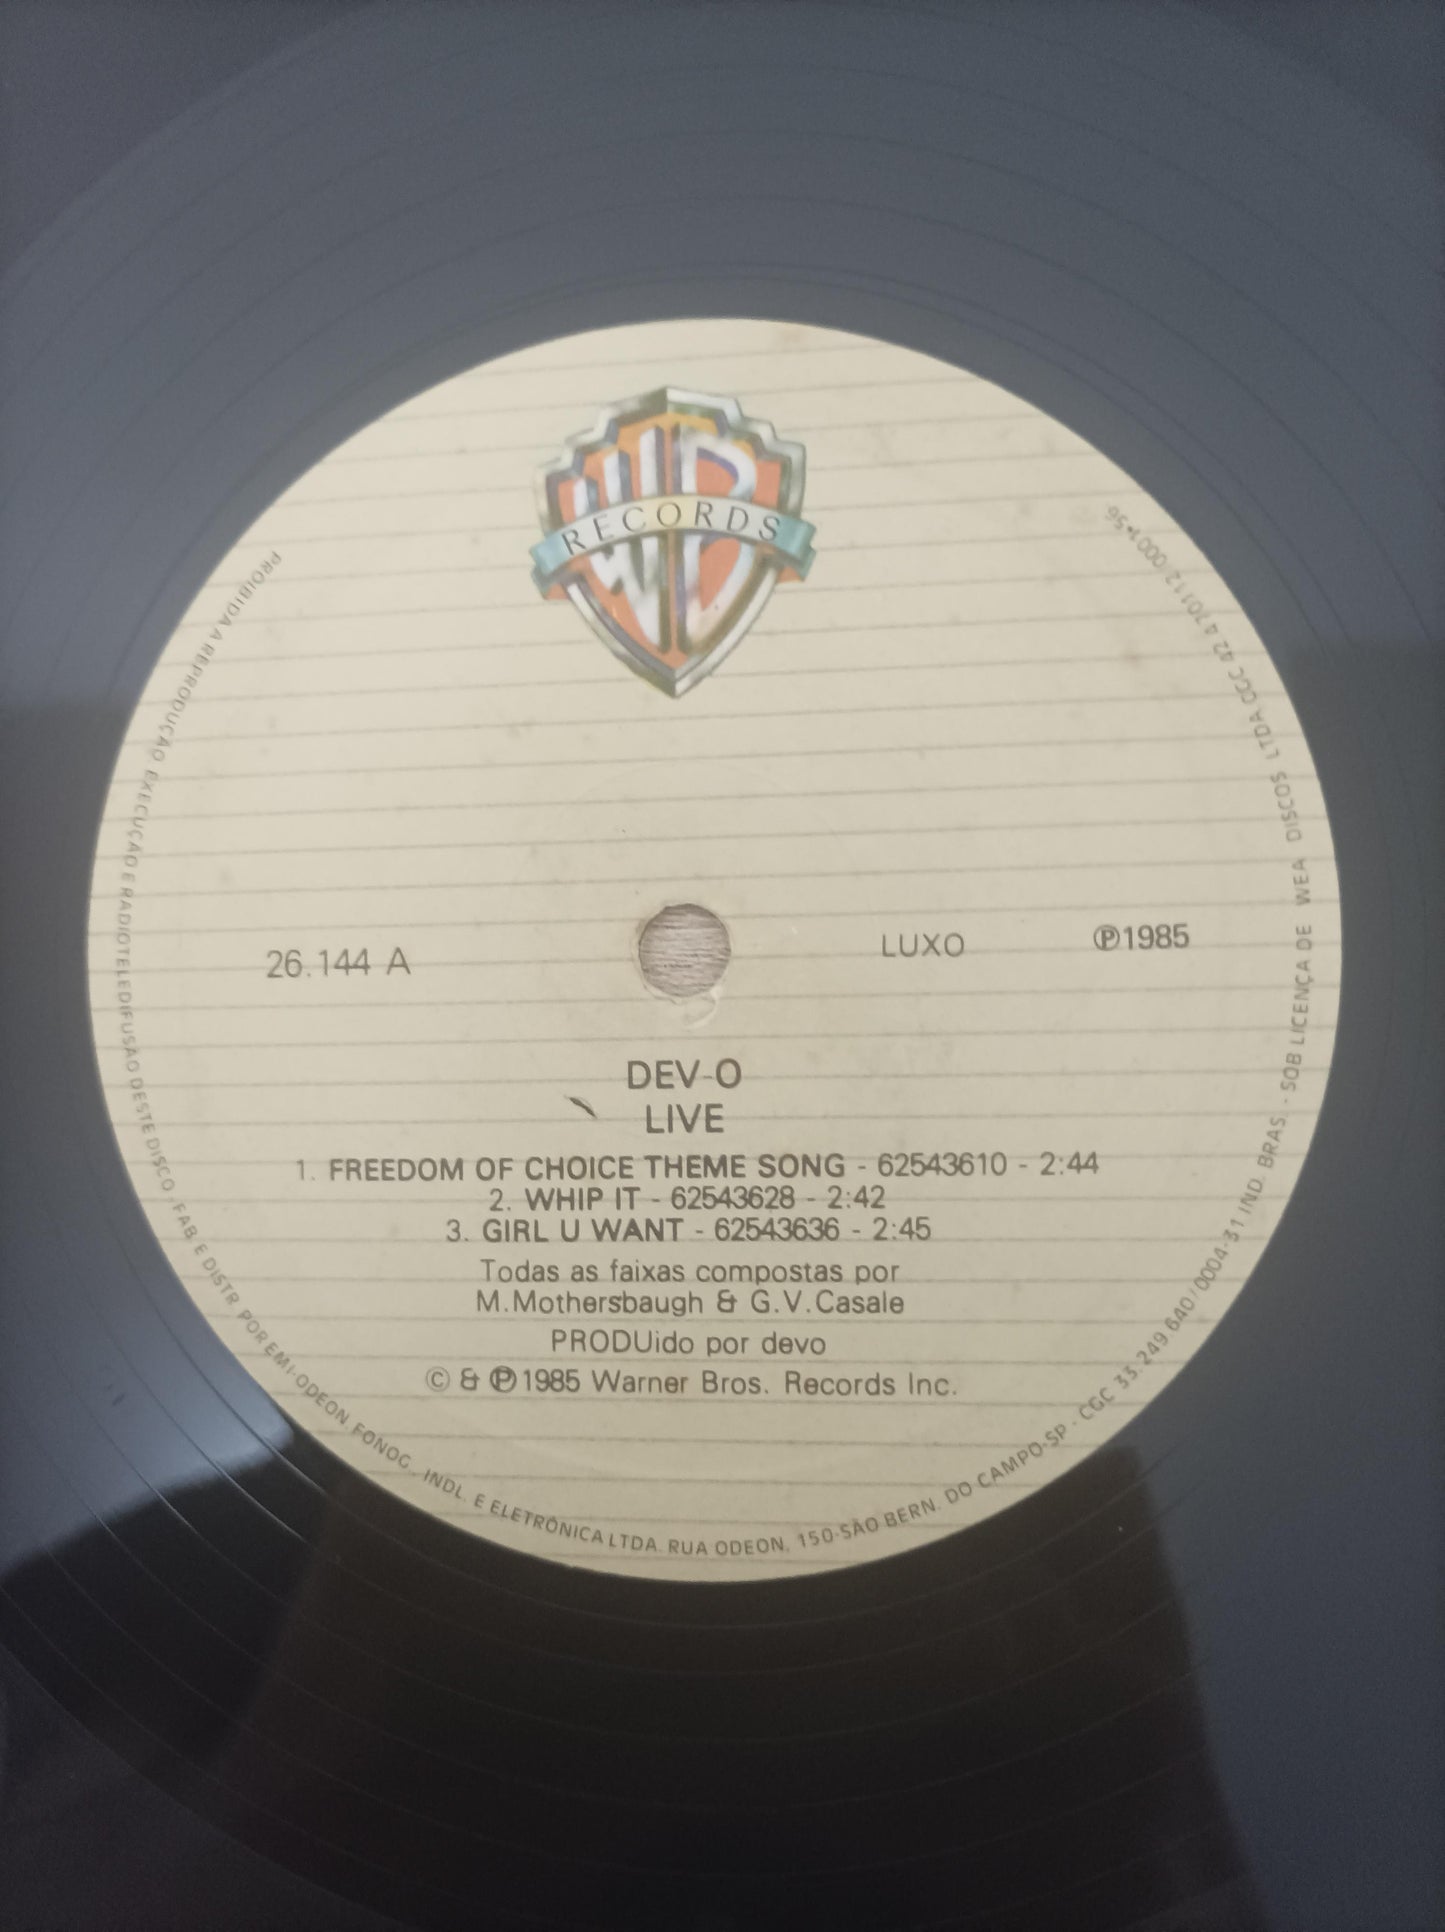 WB
RECORDS
26.144 A
LUXO
℗1985
DEV-O
LIVE
1. FREEDOM OF CHOICE THEME SONG - 62543610 - 2:44
2. WHIP IT - 62543628 - 2:42
3. GIRL U WANT - 62543636 - 2:45
Todas as faixas compostas por
M.Mothersbaugh & G.V.Casale
PRODUido por devo
© & ℗1985 Warner Bros. Records Inc.
PROIBIDA A REPRODUÇÃO, EXECUÇÃO E RADIOTELEDIFUSÃO DESTE DISCO, FAB. E DISTR. POR EMI-ODEON. FONOG., INDL. E ELETRÔNICA LTDA. RUA ODEON, 150-SÃO BERN. DO CAMPO-SP - CGC 33.249.640/0004-31 IND. BRAS. - SOB LICENÇA DE WEA DISCOS LTDA CGC 42.470112/0001-56